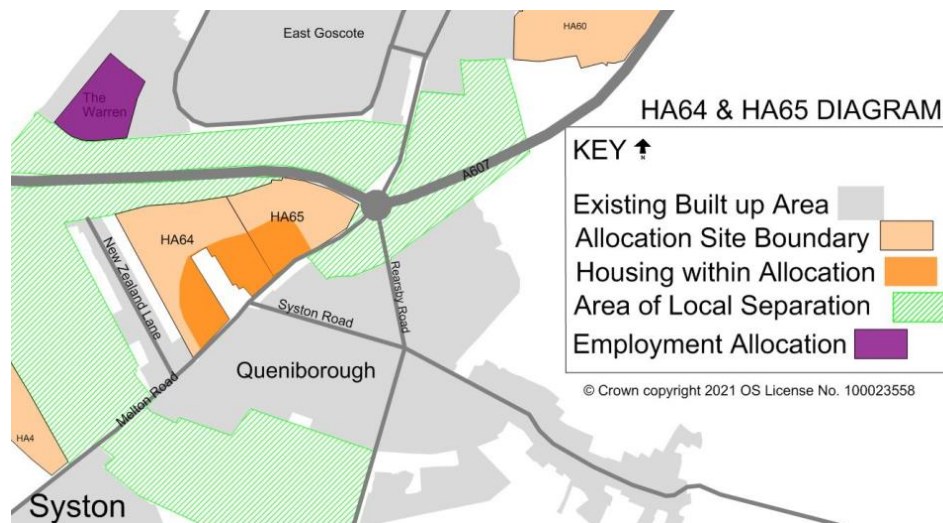 East Goscote
HA60
The
Warren
HA64 & HA65 DIAGRAM
KEY
N
A607
Existing Built up Area
Allocation Site Boundary
Housing within Allocation
Area of Local Separation
Employment Allocation
© Crown copyright 2021 OS License No. 100023558
HA65
HA64
New Zealand Lane
Rearsby Road
Syston Road
Queniborough
Melton Road
HA4
Syston